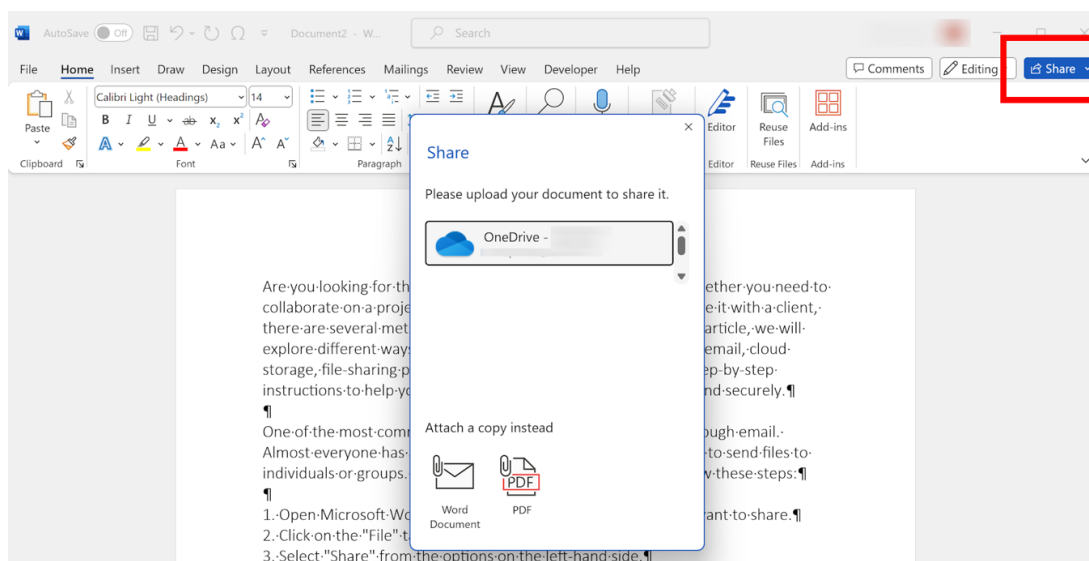 AutoSave Off Document2 - W... Search
File Home Insert Draw Design Layout References Mailings Review View Developer Help Comments Editing Share
Calibri Light (Headings) 14
Paste B I U ab x₂ x² A Editor Reuse Files Add-ins
A A Aa A^ Aˇ
Clipboard Font Paragraph Editor Reuse Files Add-ins
Share
Please upload your document to share it.
OneDrive -
Attach a copy instead
PDF
Word Document
PDF
Are·you·looking·for·th ether·you·need·to·
collaborate·on·a·proje e·it·with·a·client,·
there·are·several·met article,·we·will·
explore·different·ways email,·cloud·
storage,·file-sharing·p ep-by-step·
instructions·to·help·yo nd·securely.¶
¶
One·of·the·most·comm ough·email.·
Almost·everyone·has· to·send·files·to·
individuals·or·groups. w·these·steps:¶
¶
1.·Open·Microsoft·Wo ant·to·share.¶
2.·Click·on·the·"File"·t
3.·Select·"Share"·from·the·options·on·the·left-hand·side.¶